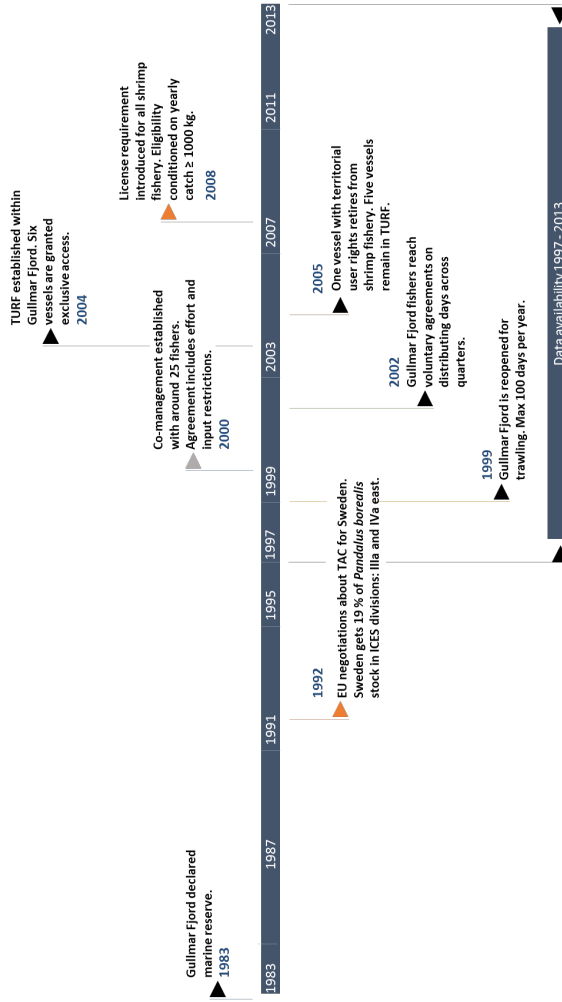 TURF established within
Gullmar Fjord. Six
vessels are granted
exclusive access.
2004
License requirement
introduced for all shrimp
fishery. Eligibility
conditioned on yearly
catch ≥ 1000 kg.
2008
Co-management established
with around 25 fishers.
Agreement includes effort and
input restrictions.
2000
Gullmar Fjord declared
marine reserve.
1983
1983 1987 1991 1995 1997 1999 2003 2007 2011 2013
1992
EU negotiations about TAC for Sweden.
Sweden gets 19 % of Pandalus borealis
stock in ICES divisions: IIIa and IVa east.
2005
One vessel with territorial
user rights retires from
shrimp fishery. Five vessels
remain in TURF.
2002
Gullmar Fjord fishers reach
voluntary agreements on
distributing days across
quarters.
1999
Gullmar Fjord is reopened for
trawling. Max 100 days per year.
Data availability 1997 - 2013